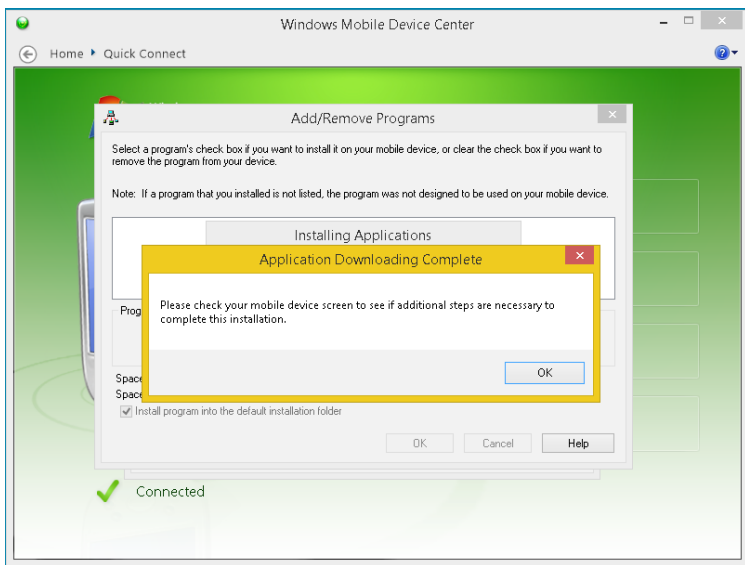 Windows Mobile Device Center
Home Quick Connect
Add/Remove Programs
Select a program's check box if you want to install it on your mobile device, or clear the check box if you want to
remove the program from your device.
Note: If a program that you installed is not listed, the program was not designed to be used on your mobile device.
Installing Applications
Application Downloading Complete
Please check your mobile device screen to see if additional steps are necessary to
complete this installation.
Prog
OK
Space
Space
Install program into the default installation folder
OK Cancel Help
Connected